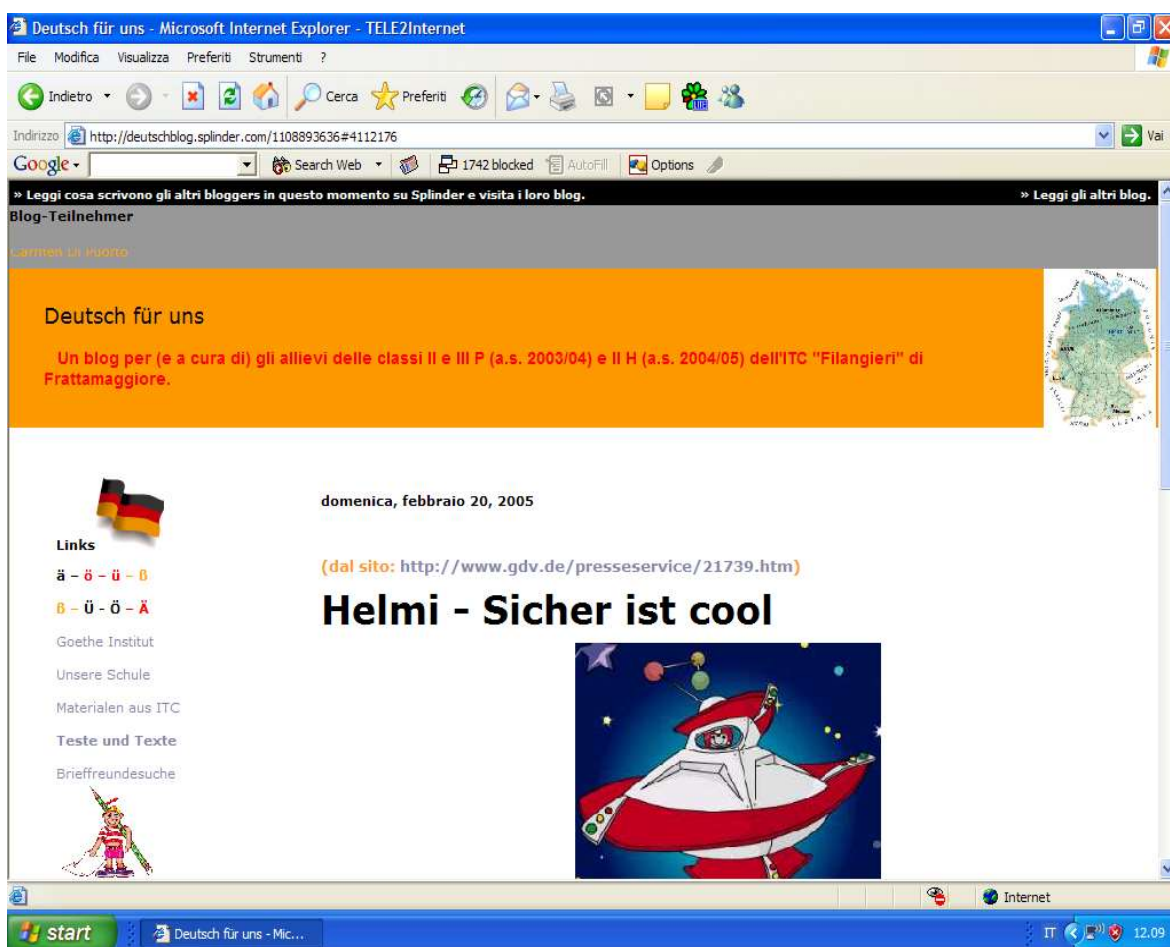 Deutsch für uns - Microsoft Internet Explorer - TELE2Internet
File Modifica Visualizza Preferiti Strumenti ?
Indietro Cerca Preferiti
Indirizzo http://deutschblog.splinder.com/1108893636#4112176 Vai
Google Search Web 1742 blocked AutoFill Options
» Leggi cosa scrivono gli altri bloggers in questo momento su Splinder e visita i loro blog. » Leggi gli altri blog.
Blog-Teilnehmer
Carmen Di Puorto
Deutsch für uns
Un blog per (e a cura di) gli allievi delle classi II e III P (a.s. 2003/04) e II H (a.s. 2004/05) dell'ITC "Filangieri" di
Frattamaggiore.
domenica, febbraio 20, 2005
(dal sito: http://www.gdv.de/presseservice/21739.htm)
Helmi - Sicher ist cool
Links
ä – ö – ü – ß
ß – Ü - Ö – Ä
Goethe Institut
Unsere Schule
Materialen aus ITC
Teste und Texte
Brieffreundesuche
Internet
start Deutsch für uns - Mic... IT 12.09